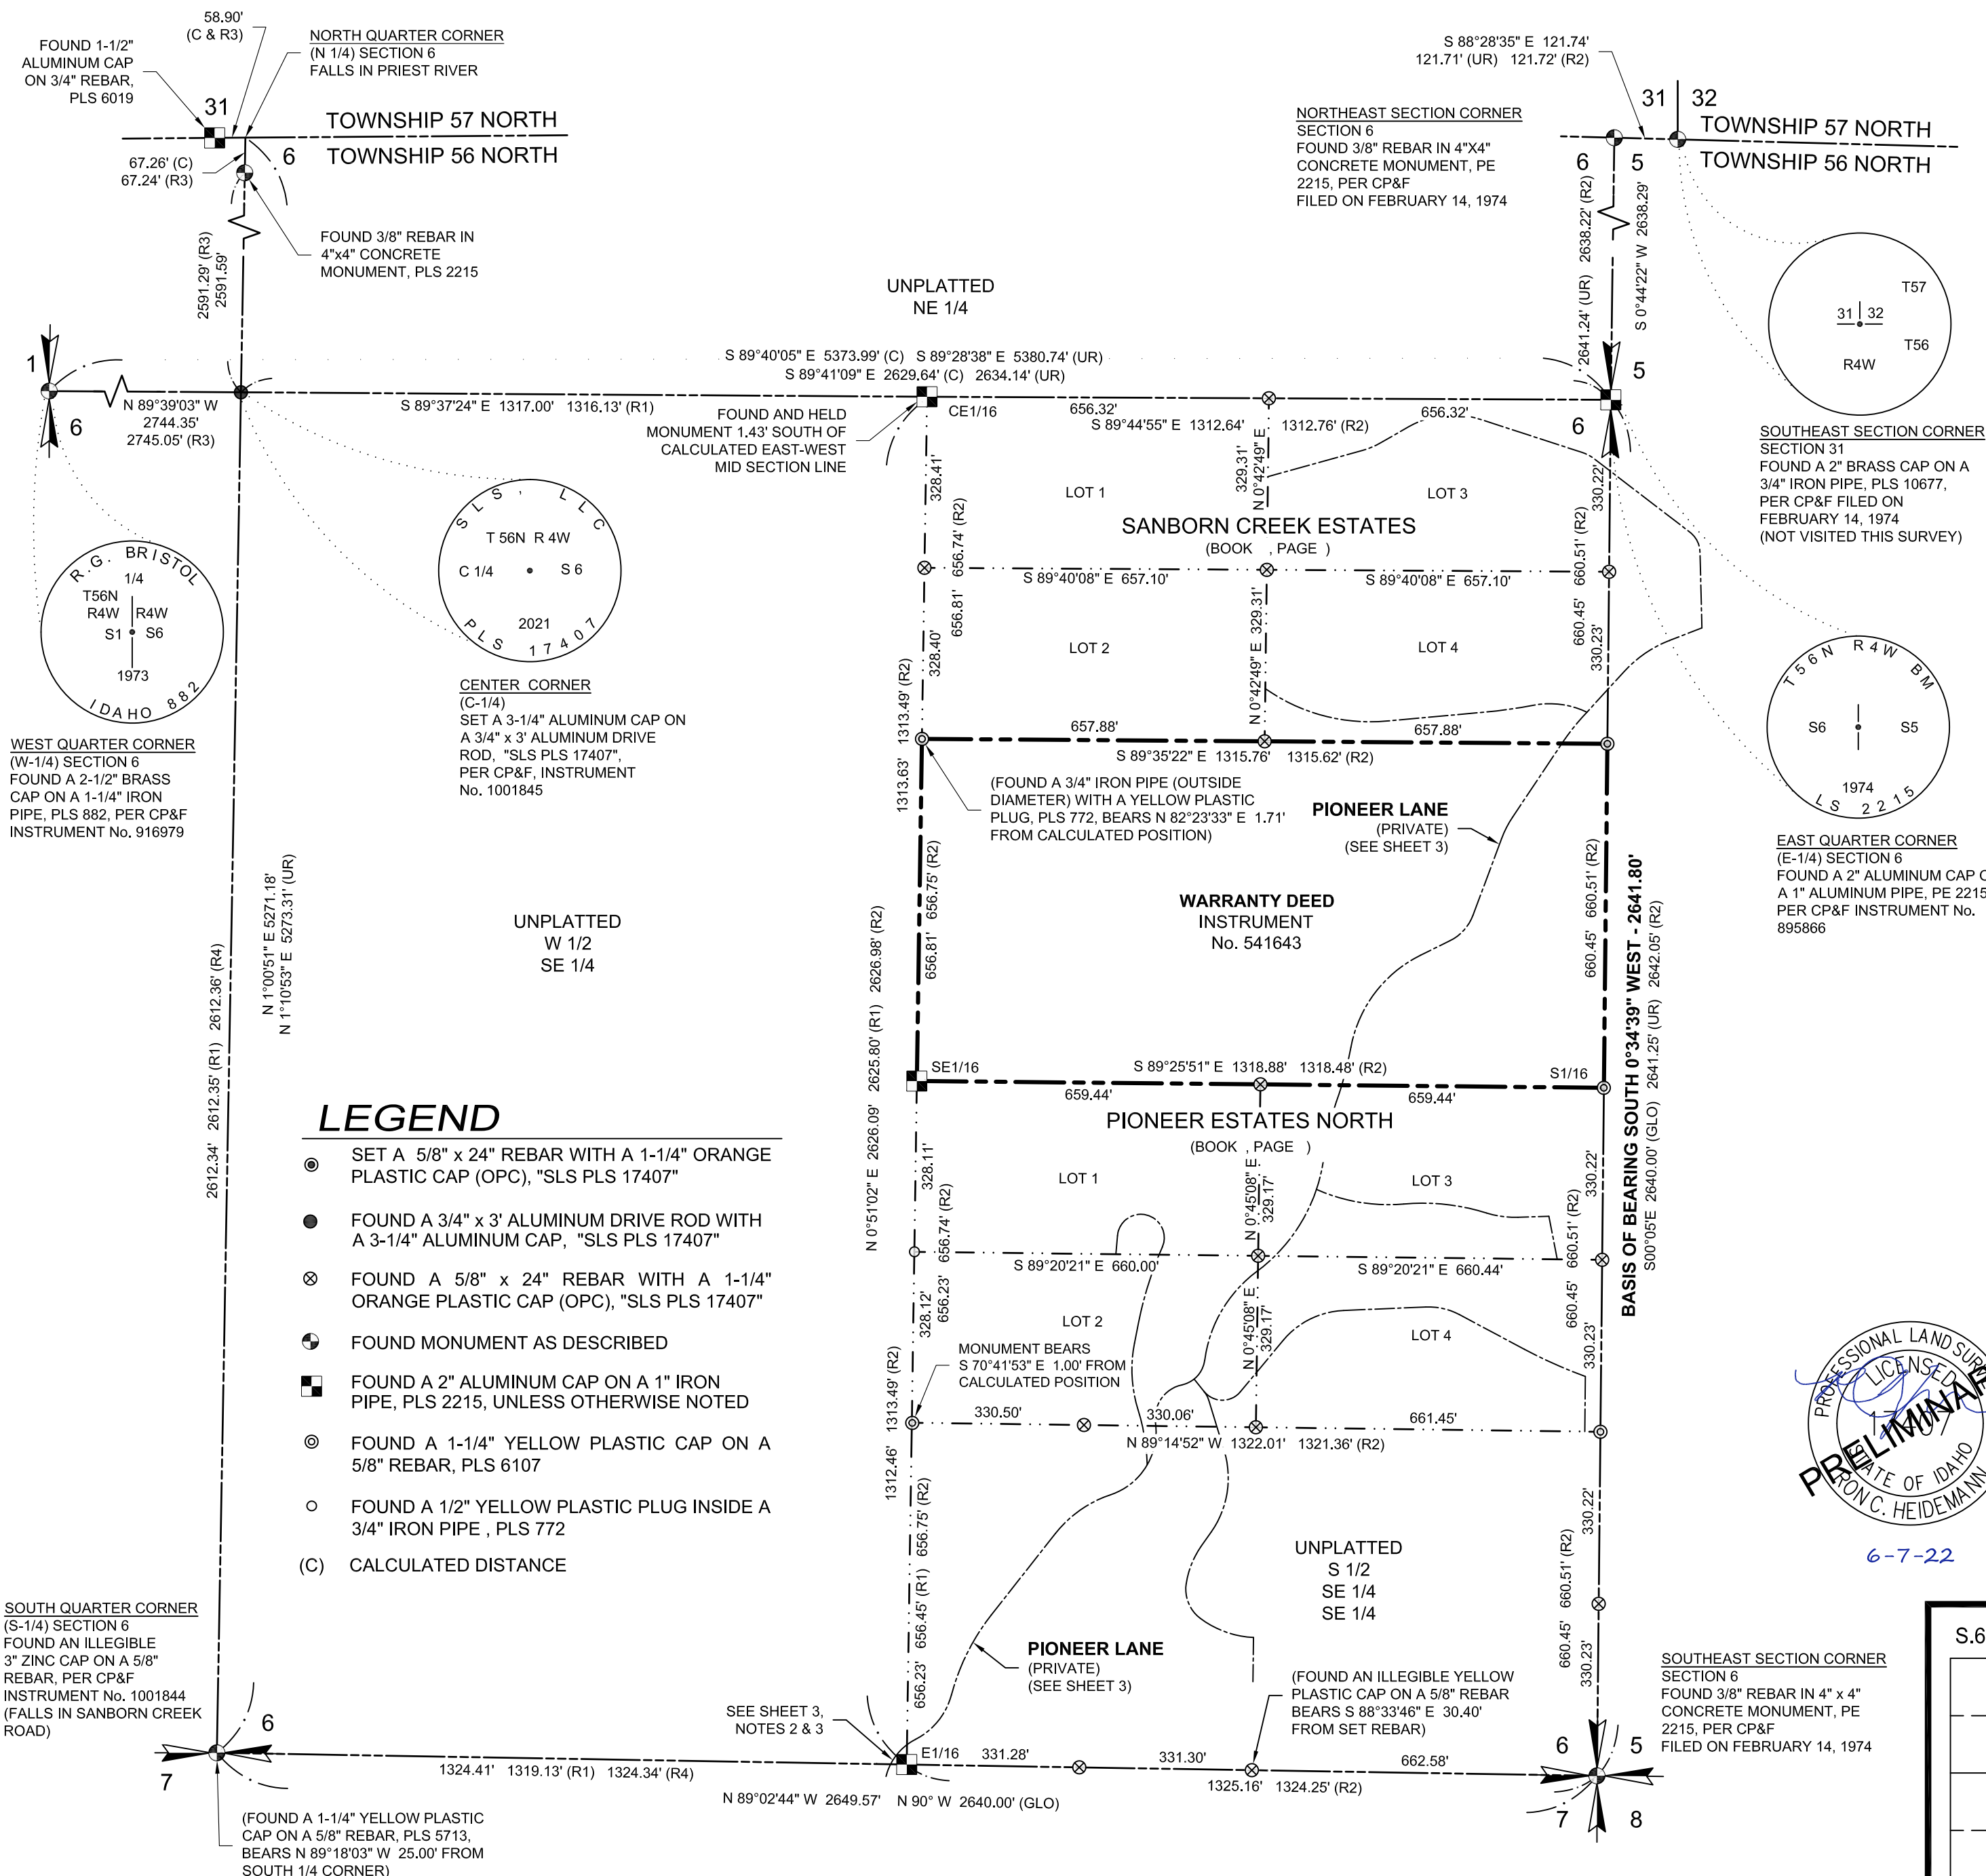 58.90'
(C & R3)
FOUND 1-1/2"
ALUMINUM CAP
ON 3/4" REBAR,
PLS 6019
NORTH QUARTER CORNER
(N 1/4) SECTION 6
FALLS IN PRIEST RIVER
31
TOWNSHIP 57 NORTH
6
TOWNSHIP 56 NORTH
67.26' (C)
67.24' (R3)
FOUND 3/8" REBAR IN
4"x4" CONCRETE
MONUMENT, PLS 2215
2591.29' (R3)
2591.59'
S 88°28'35" E 121.74'
121.71' (UR) 121.72' (R2)
31 32
TOWNSHIP 57 NORTH
6 5
TOWNSHIP 56 NORTH
NORTHEAST SECTION CORNER
SECTION 6
FOUND 3/8" REBAR IN 4"X4"
CONCRETE MONUMENT, PE
2215, PER CP&F
FILED ON FEBRUARY 14, 1974
2641.24' (UR) 2638.22' (R2)
S 0°44'22" W 2638.29'
T57
31 32
T56
R4W
SOUTHEAST SECTION CORNER
SECTION 31
FOUND A 2" BRASS CAP ON A
3/4" IRON PIPE, PLS 10677,
PER CP&F FILED ON
FEBRUARY 14, 1974
(NOT VISITED THIS SURVEY)
UNPLATTED
NE 1/4
S 89°40'05" E 5373.99' (C) S 89°28'38" E 5380.74' (UR)
S 89°41'09" E 2629.64' (C) 2634.14' (UR)
1
6
N 89°39'03" W
2744.35'
2745.05' (R3)
S 89°37'24" E 1317.00' 1316.13' (R1)
FOUND AND HELD
MONUMENT 1.43' SOUTH OF
CALCULATED EAST-WEST
MID SECTION LINE
CE1/16
656.32'
656.32'
S 89°44'55" E 1312.64' 1312.76' (R2)
5
6
R.G. BRISTOL
1/4
T56N
R4W R4W
S1 S6
1973
IDAHO 882
WEST QUARTER CORNER
(W-1/4) SECTION 6
FOUND A 2-1/2" BRASS
CAP ON A 1-1/4" IRON
PIPE, PLS 882, PER CP&F
INSTRUMENT No. 916979
SLS, LLC
T 56N R 4W
C 1/4 S 6
2021
PLS 17407
CENTER CORNER
(C-1/4)
SET A 3-1/4" ALUMINUM CAP ON
A 3/4" x 3' ALUMINUM DRIVE
ROD, "SLS PLS 17407",
PER CP&F, INSTRUMENT
No. 1001845
328.41'
656.74' (R2)
656.81'
328.40'
1313.49' (R2)
1313.63'
N 0°42'49" E
329.31'
LOT 1
LOT 3
SANBORN CREEK ESTATES
(BOOK , PAGE )
S 89°40'08" E 657.10'
S 89°40'08" E 657.10'
N 0°42'49" E 329.31'
LOT 2
LOT 4
330.22'
660.51' (R2)
660.45'
330.23'
657.88'
657.88'
S 89°35'22" E 1315.76' 1315.62' (R2)
(FOUND A 3/4" IRON PIPE (OUTSIDE
DIAMETER) WITH A YELLOW PLASTIC
PLUG, PLS 772, BEARS N 82°23'33" E 1.71'
FROM CALCULATED POSITION)
PIONEER LANE
(PRIVATE)
(SEE SHEET 3)
T56N R4W BM
S6 S5
1974
LS 2215
EAST QUARTER CORNER
(E-1/4) SECTION 6
FOUND A 2" ALUMINUM CAP
A 1" ALUMINUM PIPE, PE 2215
PER CP&F INSTRUMENT No.
895866
WARRANTY DEED
INSTRUMENT
No. 541643
656.75' (R2)
656.81'
660.51' (R2)
660.45'
BASIS OF BEARING SOUTH 0°34'39" WEST - 2641.80'
S00°05'E 2640.00' (GLO) 2641.25' (UR) 2642.05' (R2)
UNPLATTED
W 1/2
SE 1/4
N 1°00'51" E 5271.18'
N 1°10'53" E 5273.31' (UR)
2612.34' 2612.35' (R1) 2612.36' (R4)
N 0°51'02" E 2626.09' 2625.80' (R1) 2626.98' (R2)
SE1/16
S 89°25'51" E 1318.88' 1318.48' (R2)
S1/16
659.44'
659.44'
PIONEER ESTATES NORTH
(BOOK , PAGE )
LOT 1
LOT 3
328.11'
656.74' (R2)
656.23'
328.12'
1313.49' (R2)
1312.46'
N 0°45'08" E
329.17'
330.22'
660.51' (R2)
660.45'
330.23'
S 89°20'21" E 660.00'
S 89°20'21" E 660.44'
LOT 2
LOT 4
N 0°45'08" E
329.17'
MONUMENT BEARS
S 70°41'53" E 1.00' FROM
CALCULATED POSITION
330.50'
330.06'
661.45'
N 89°14'52" W 1322.01' 1321.36' (R2)
LEGEND
SET A 5/8" x 24" REBAR WITH A 1-1/4" ORANGE
PLASTIC CAP (OPC), "SLS PLS 17407"
FOUND A 3/4" x 3' ALUMINUM DRIVE ROD WITH
A 3-1/4" ALUMINUM CAP, "SLS PLS 17407"
FOUND A 5/8" x 24" REBAR WITH A 1-1/4"
ORANGE PLASTIC CAP (OPC), "SLS PLS 17407"
FOUND MONUMENT AS DESCRIBED
FOUND A 2" ALUMINUM CAP ON A 1" IRON
PIPE, PLS 2215, UNLESS OTHERWISE NOTED
FOUND A 1-1/4" YELLOW PLASTIC CAP ON A
5/8" REBAR, PLS 6107
FOUND A 1/2" YELLOW PLASTIC PLUG INSIDE A
3/4" IRON PIPE , PLS 772
(C) CALCULATED DISTANCE
656.23' 656.45' (R1) 656.75' (R2)
330.22'
660.45' 660.51' (R2)
330.23'
UNPLATTED
S 1/2
SE 1/4
SE 1/4
PROFESSIONAL LAND
LICENSED
STATE OF IDAHO
C. HEIDEMANN
6-7-22
SOUTH QUARTER CORNER
(S-1/4) SECTION 6
FOUND AN ILLEGIBLE
3" ZINC CAP ON A 5/8"
REBAR, PER CP&F
INSTRUMENT No. 1001844
(FALLS IN SANBORN CREEK
ROAD)
6
7
PIONEER LANE
(PRIVATE)
(SEE SHEET 3)
SEE SHEET 3,
NOTES 2 & 3
(FOUND AN ILLEGIBLE YELLOW
PLASTIC CAP ON A 5/8" REBAR
BEARS S 88°33'46" E 30.40'
FROM SET REBAR)
SOUTHEAST SECTION CORNER
SECTION 6
FOUND 3/8" REBAR IN 4" x 4"
CONCRETE MONUMENT, PE
2215, PER CP&F
FILED ON FEBRUARY 14, 1974
S.6
6 5
7 8
1324.41' 1319.13' (R1) 1324.34' (R4)
E1/16
331.28'
331.30'
662.58'
1325.16' 1324.25' (R2)
N 89°02'44" W 2649.57' N 90° W 2640.00' (GLO)
(FOUND A 1-1/4" YELLOW PLASTIC
CAP ON A 5/8" REBAR, PLS 5713,
BEARS N 89°18'03" W 25.00' FROM
SOUTH 1/4 CORNER)